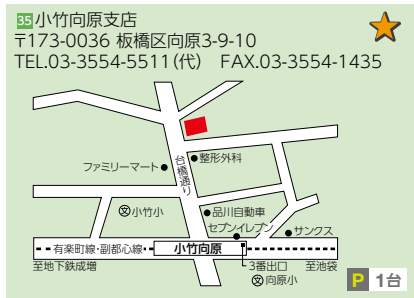 35 小竹向原支店
〒173-0036 板橋区向原3-9-10
TEL.03-3554-5511(代) FAX.03-3554-1435
台橋通り
ファミリーマート
整形外科
文 小竹小
品川自動車
セブンイレブン
サンクス
有楽町線・副都心線
小竹向原
至地下鉄成増
3番出口
至池袋
文 向原小
P 1台